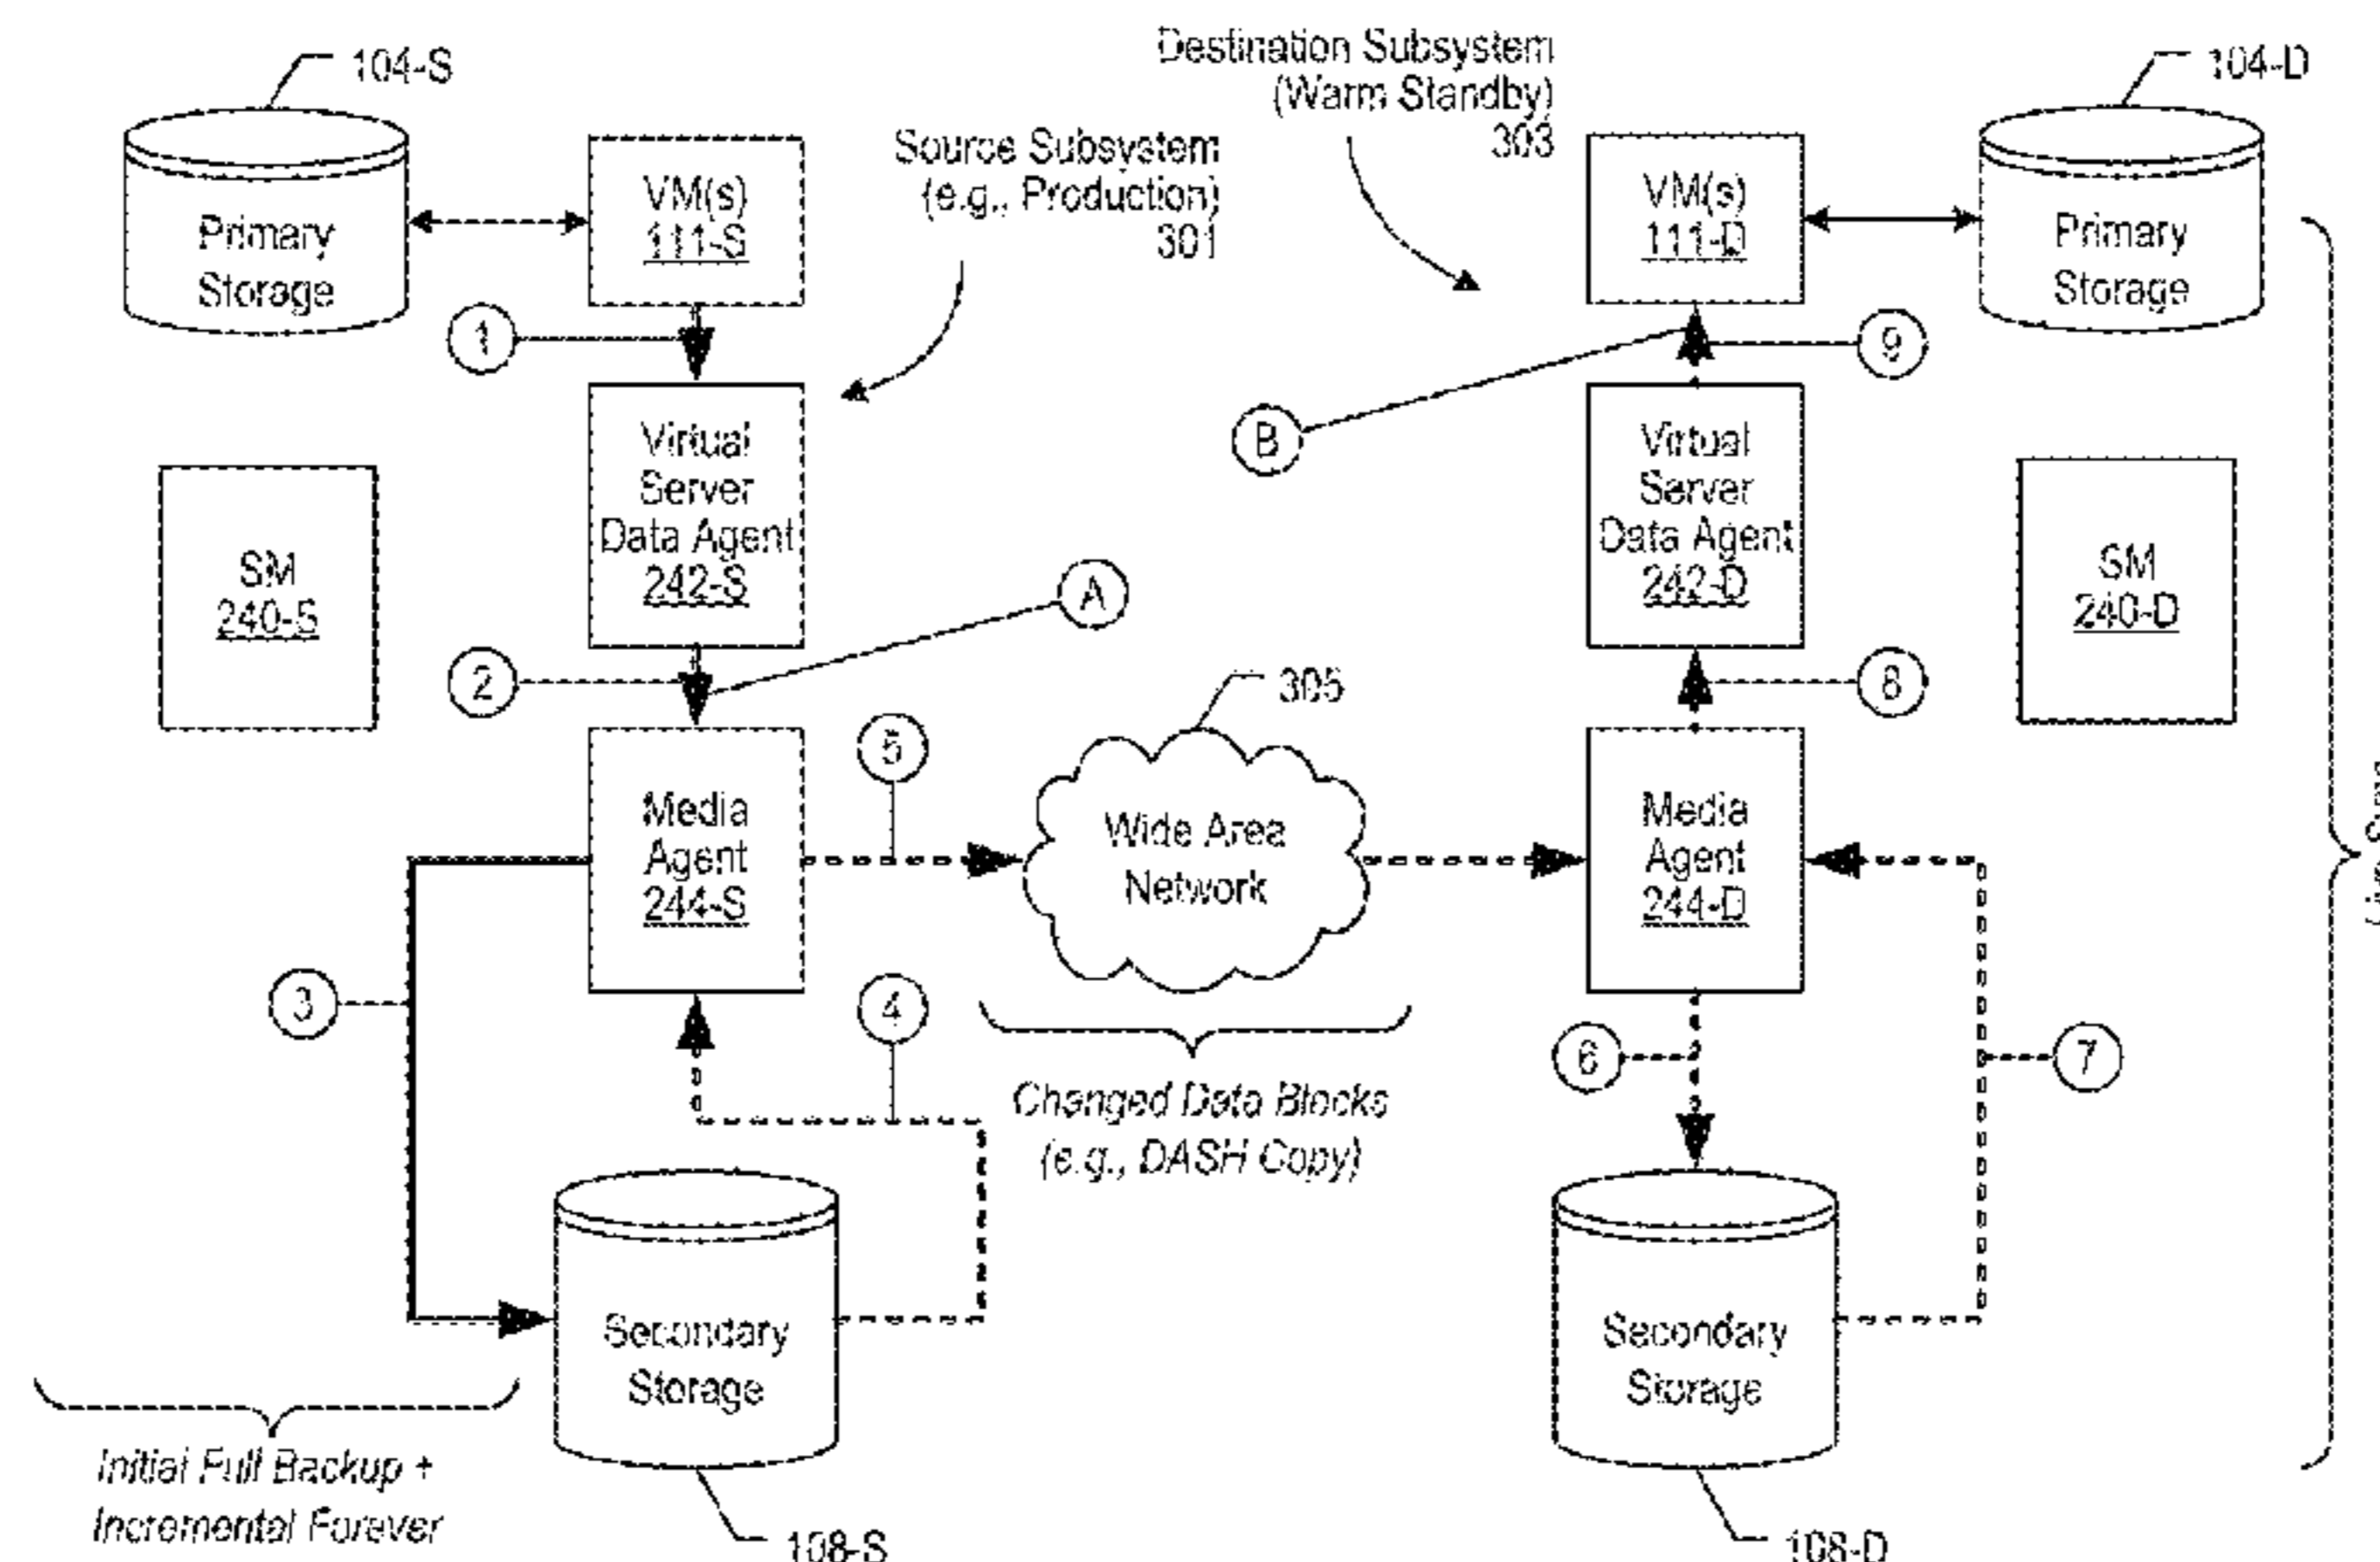 104-S
Destination Subsystem
(Warm Standby)
303
104-D
Source Subsystem
(e.g., Production)
301
Primary
Storage
VM(s)
111-S
VM(s)
111-D
Primary
Storage
1
9
B
Virtual
Server
Data Agent
242-S
Virtual
Server
Data Agent
242-D
SM
240-S
SM
240-D
A
2
8
305
5
Media
Agent
244-S
Wide Area
Network
Media
Agent
244-D
3
4
6
7
Changed Data Blocks
(e.g., DASH Copy)
Secondary
Storage
Secondary
Storage
Initial Full Backup +
Incremental Forever
108-S
108-D